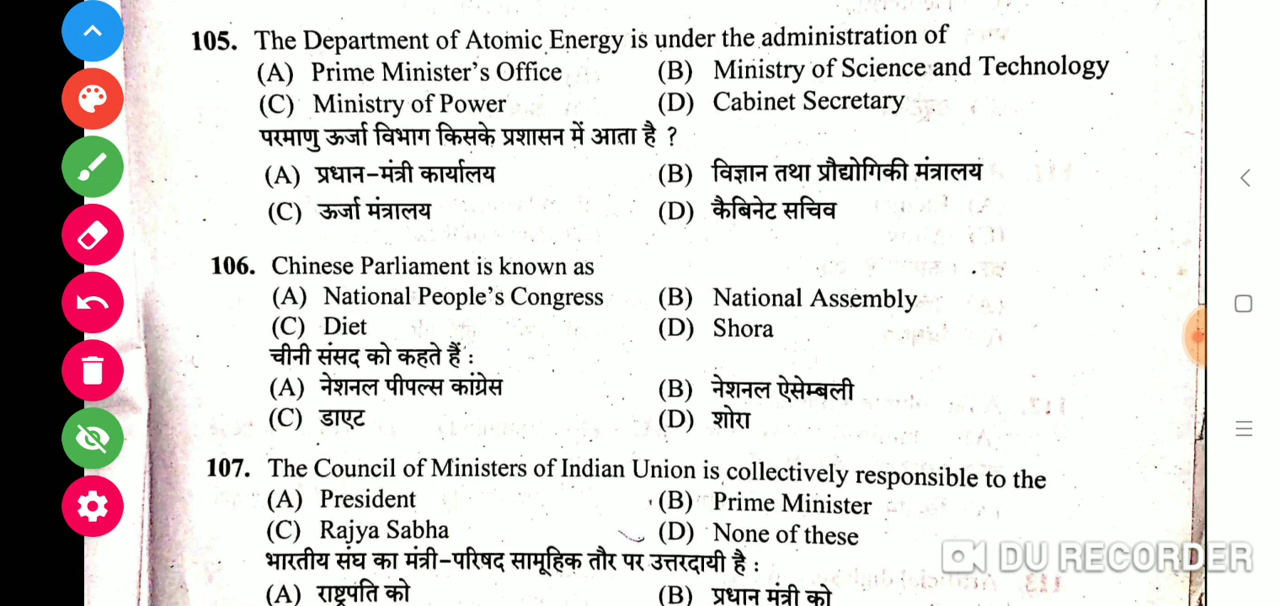 105. The Department of Atomic Energy is under the administration of
(A) Prime Minister's Office (B) Ministry of Science and Technology
(C) Ministry of Power (D) Cabinet Secretary
परमाणु ऊर्जा विभाग किसके प्रशासन में आता है ?
(A) प्रधान-मंत्री कार्यालय (B) विज्ञान तथा प्रौद्योगिकी मंत्रालय
(C) ऊर्जा मंत्रालय (D) कैबिनेट सचिव
106. Chinese Parliament is known as
(A) National People's Congress (B) National Assembly
(C) Diet (D) Shora
चीनी संसद को कहते हैं :
(A) नेशनल पीपल्स कांग्रेस (B) नेशनल ऐसेम्बली
(C) डाएट (D) शोरा
107. The Council of Ministers of Indian Union is collectively responsible to the
(A) President (B) Prime Minister
(C) Rajya Sabha (D) None of these
भारतीय संघ का मंत्री-परिषद सामूहिक तौर पर उत्तरदायी है :
(A) राष्ट्रपति को (B) प्रधान मंत्री को
DU RECORDER